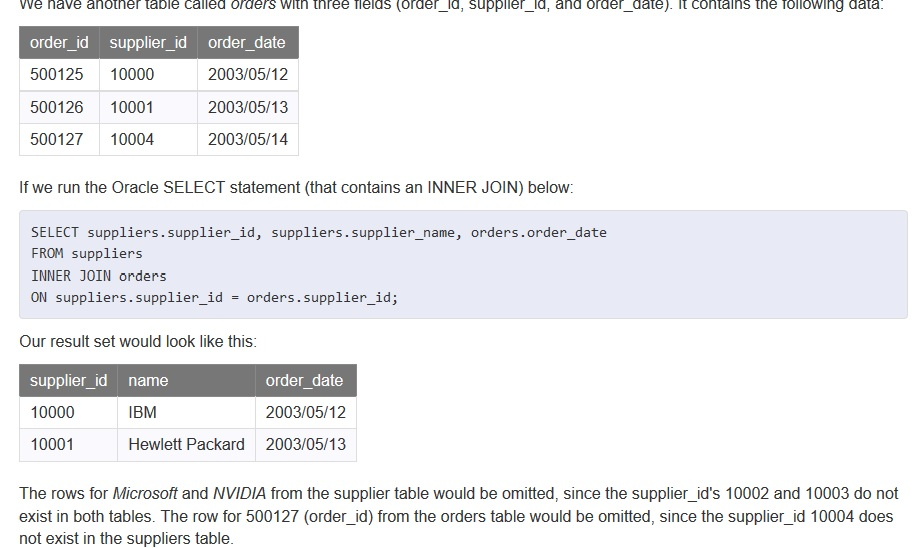 We have another table called orders with three fields (order_id, supplier_id, and order_date). It contains the following data:
order_id supplier_id order_date
500125 10000 2003/05/12
500126 10001 2003/05/13
500127 10004 2003/05/14
If we run the Oracle SELECT statement (that contains an INNER JOIN) below:
SELECT suppliers.supplier_id, suppliers.supplier_name, orders.order_date
FROM suppliers
INNER JOIN orders
ON suppliers.supplier_id = orders.supplier_id;
Our result set would look like this:
supplier_id name order_date
10000 IBM 2003/05/12
10001 Hewlett Packard 2003/05/13
The rows for Microsoft and NVIDIA from the supplier table would be omitted, since the supplier_id's 10002 and 10003 do not
exist in both tables. The row for 500127 (order_id) from the orders table would be omitted, since the supplier_id 10004 does
not exist in the suppliers table.